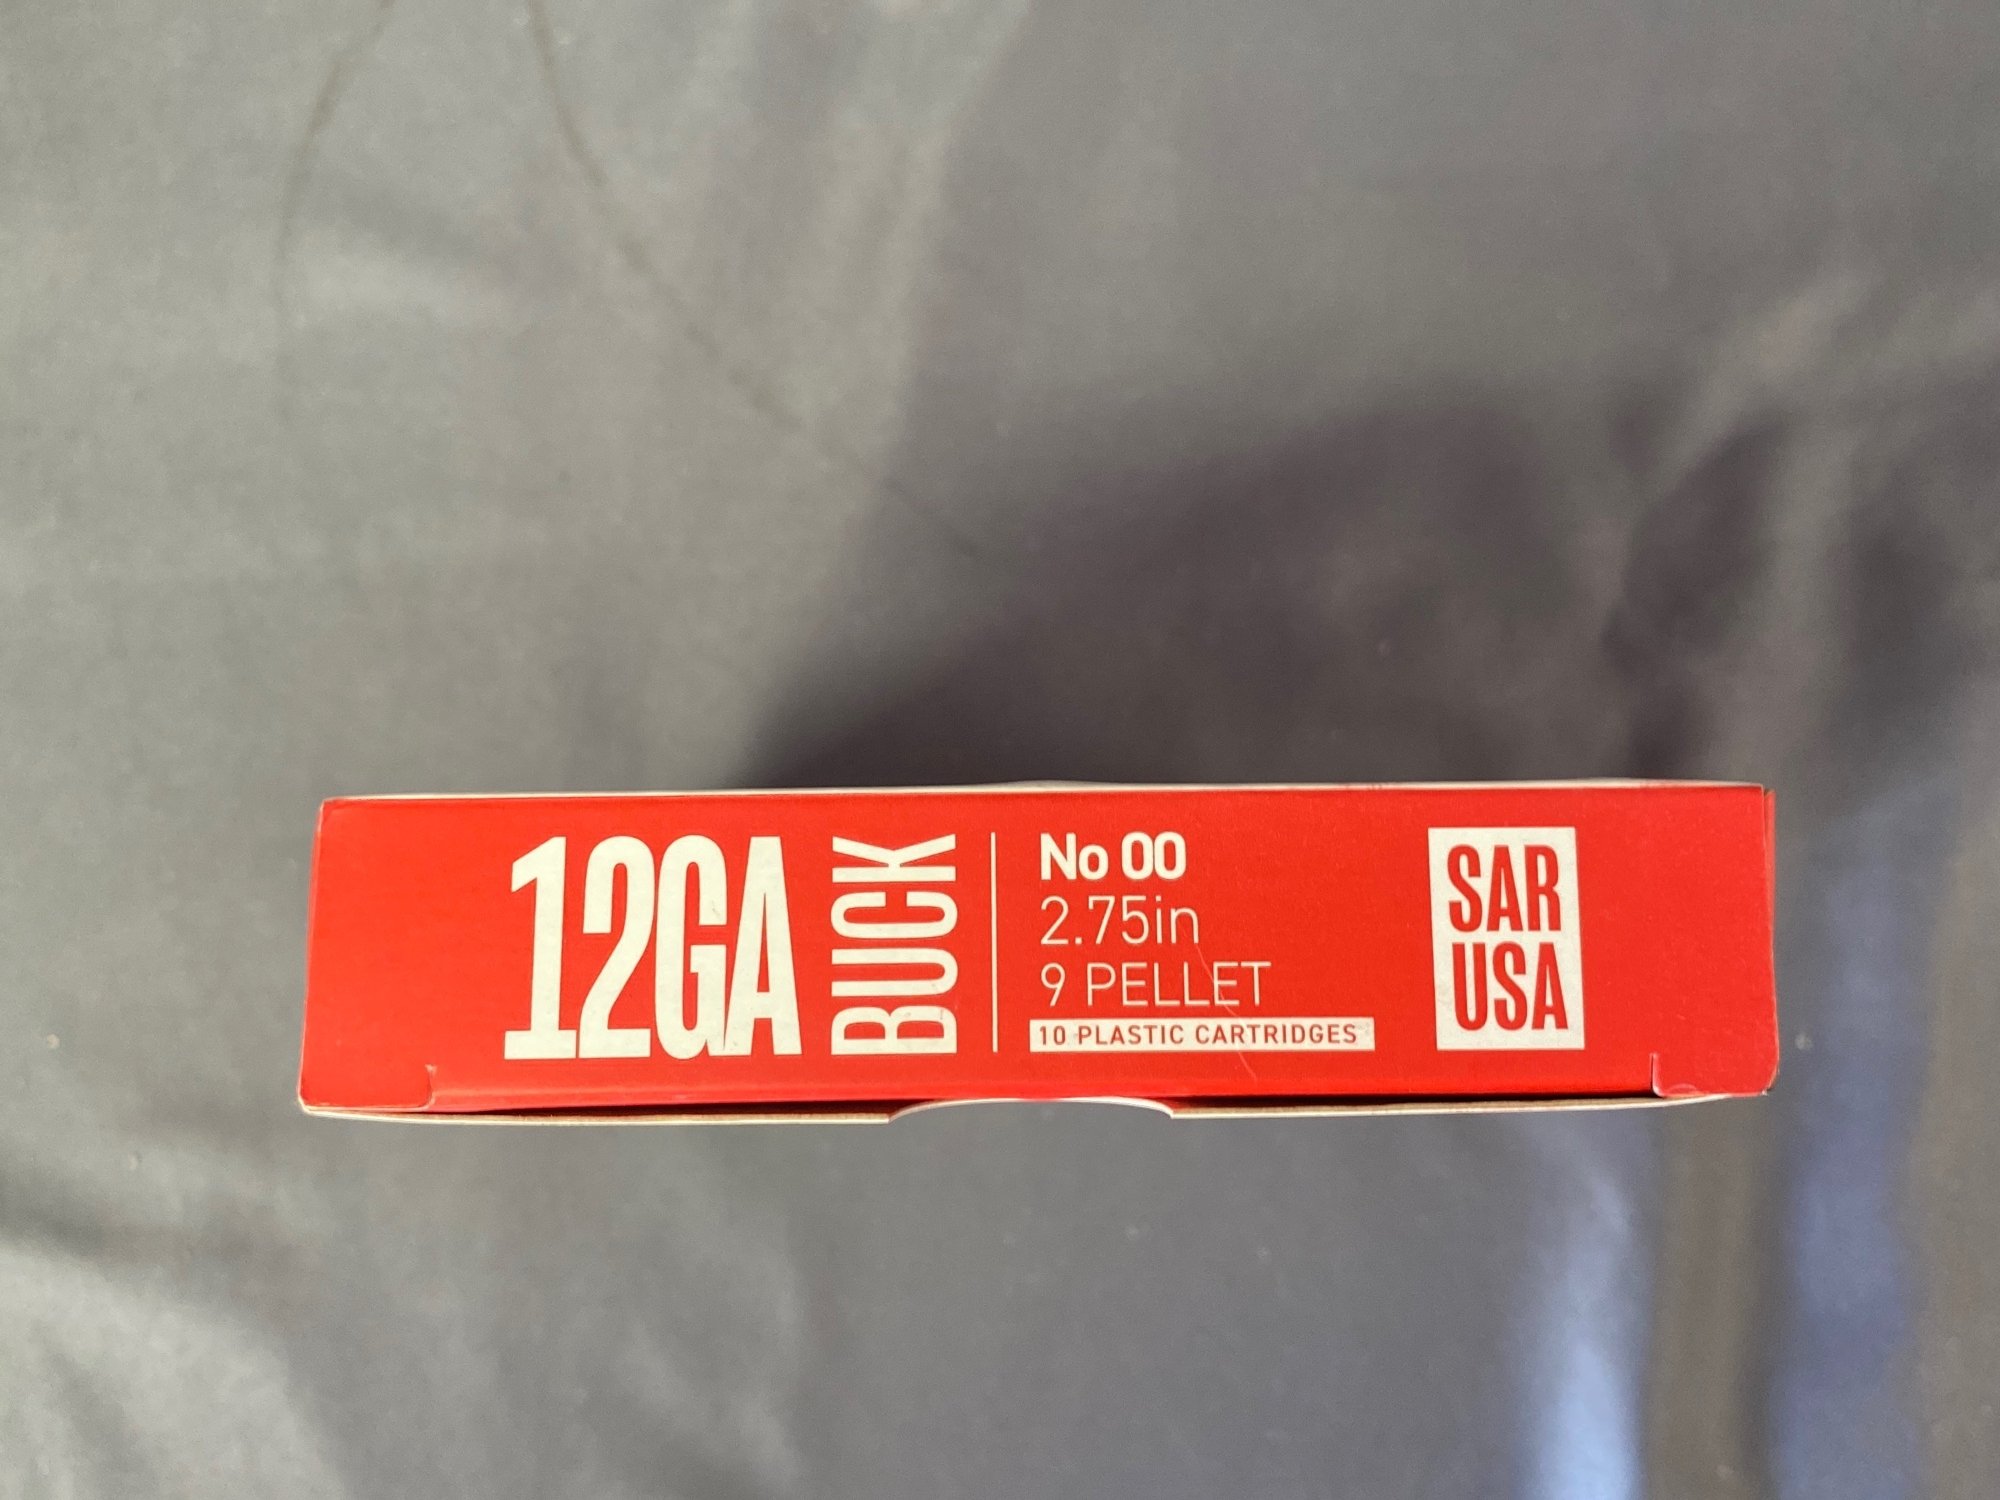 12GA
BUCK
No 00
2.75in
9 PELLET
10 PLASTIC CARTRIDGES
SAR
USA